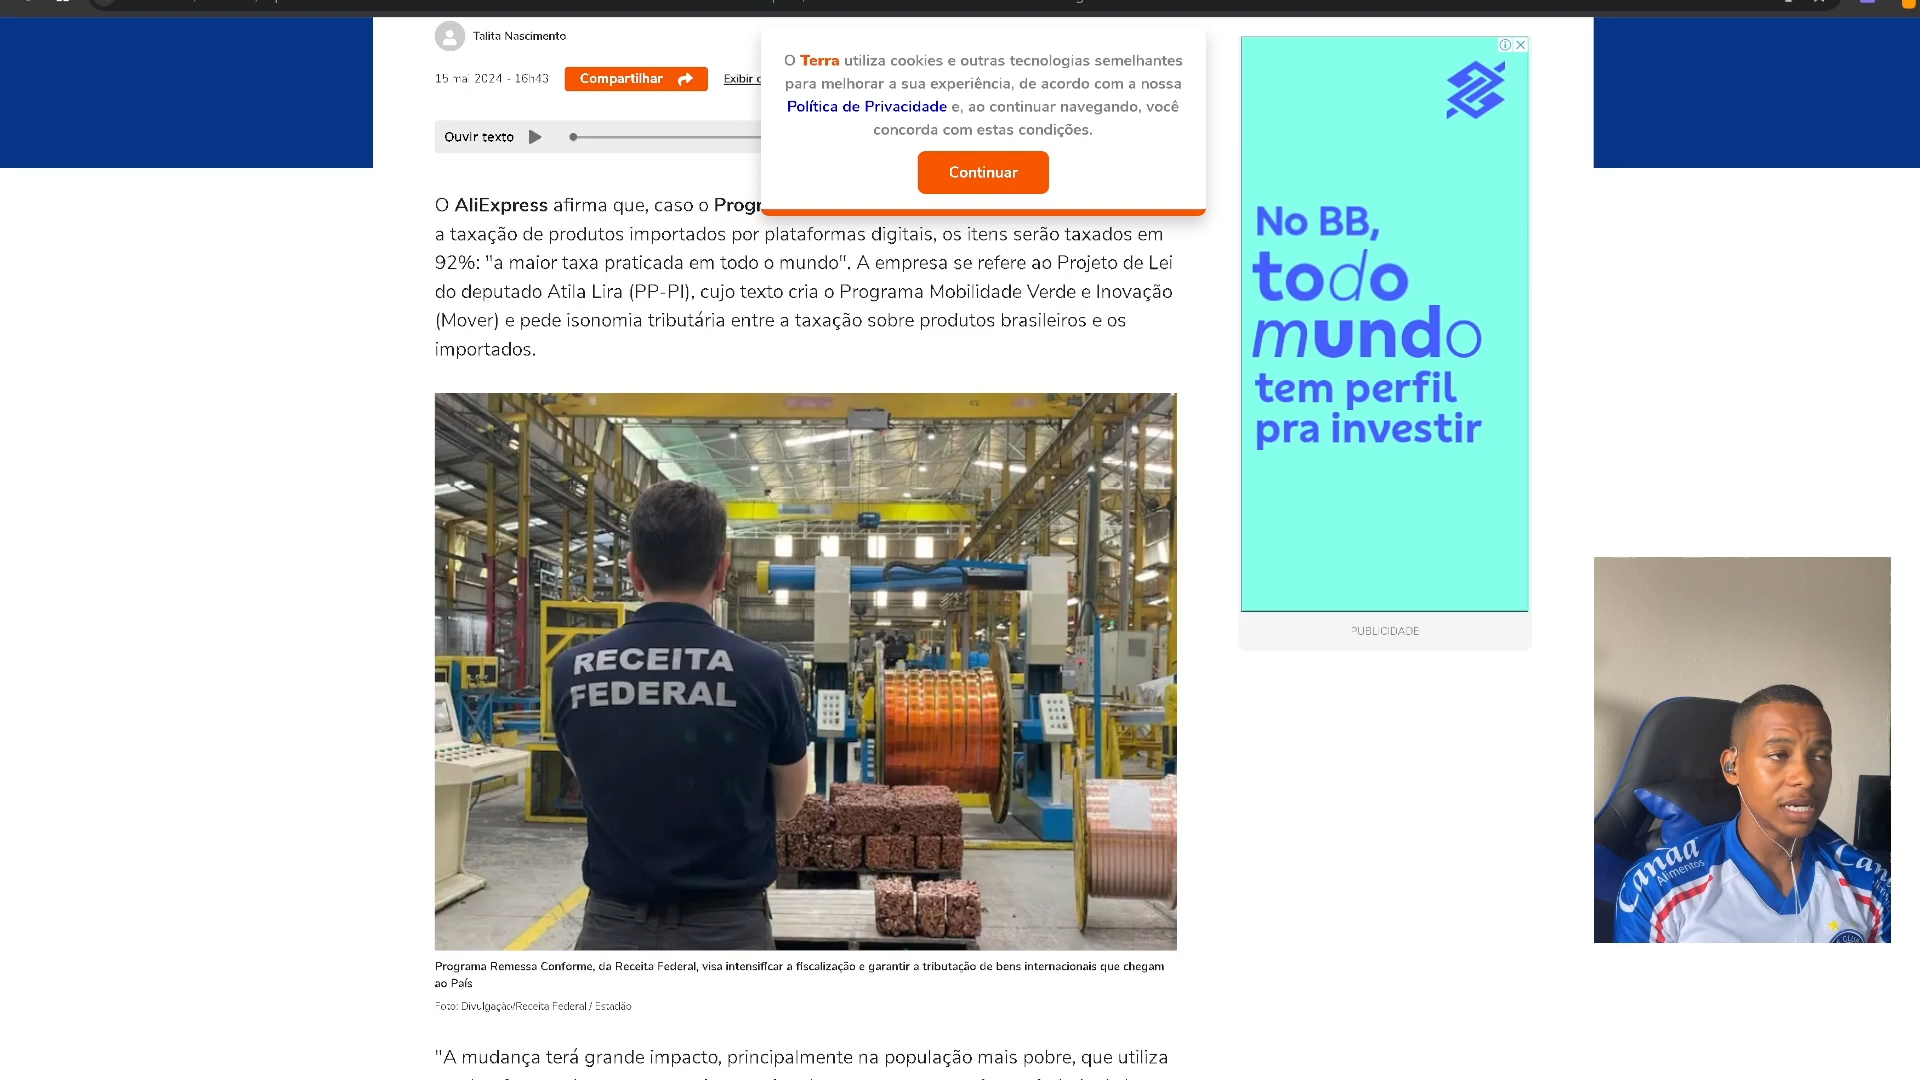 Talita Nascimento
15 mai 2024 - 16h43
Compartilhar
Exibir
Ouvir texto
O Terra utiliza cookies e outras tecnologias semelhantes
para melhorar a sua experiência, de acordo com a nossa
Política de Privacidade e, ao continuar navegando, você
concorda com estas condições.
Continuar
O AliExpress afirma que, caso o
a taxação de produtos importados por plataformas digitais, os itens serão taxados em
92%: "a maior taxa praticada em todo o mundo". A empresa se refere ao Projeto de Lei
do deputado Atila Lira (PP-PI), cujo texto cria o Programa Mobilidade Verde e Inovação
(Mover) e pede isonomia tributária entre a taxação sobre produtos brasileiros e os
importados.
RECEITA
FEDERAL
Programa Remessa Conforme, da Receita Federal, visa intensificar a fiscalização e garantir a tributação de bens internacionais que chegam
ao País
Foto: Divulgação/Receita Federal / Estadão
"A mudança terá grande impacto, principalmente na população mais pobre, que utiliza
No BB,
todo
mundo
tem perfil
pra investir
PUBLICIDADE
Canaa
Alimentos